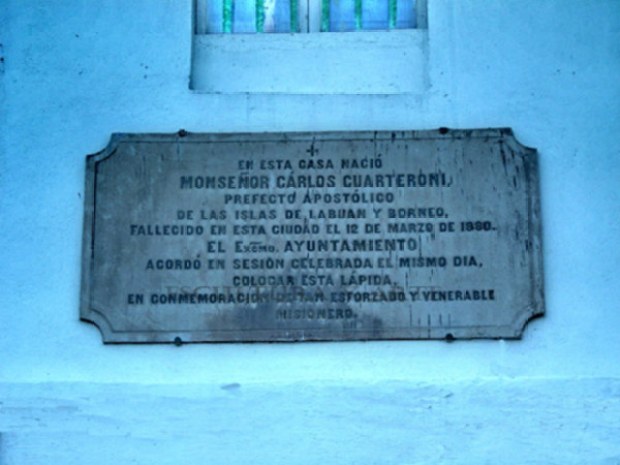 EN ESTA CASA NACIÓ
MONSEÑOR CÁRLOS CUARTERONI,
PREFECTO APOSTÓLICO
DE LAS ISLAS DE LABUAN Y BORNEO,
FALLECIDO EN ESTA CIUDAD EL 12 DE MARZO DE 1880.
EL EXCMO. AYUNTAMIENTO
ACORDÓ EN SESIÓN CELEBRADA EL MISMO DIA,
COLOCAR ESTA LÁPIDA,
EN CONMEMORACIÓN DE TAN ESFORZADO Y VENERABLE
MISIONERO.